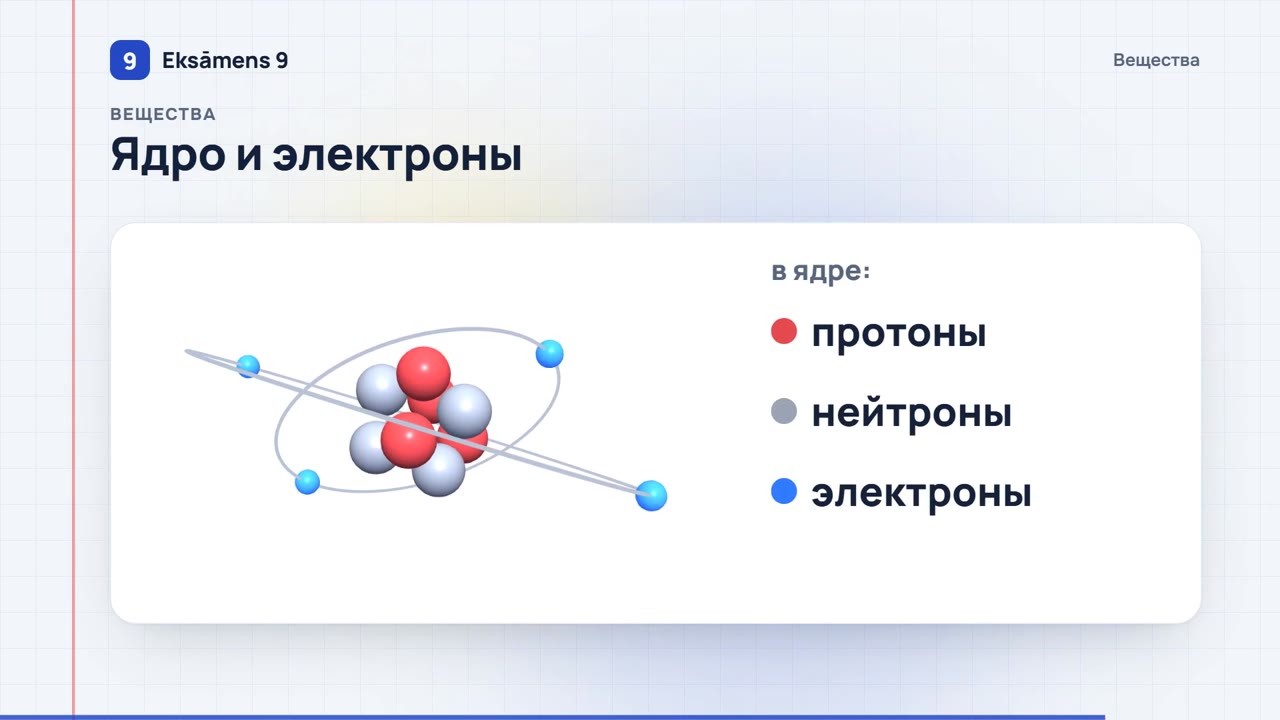 9 Eksāmens 9
Вещества
ВЕЩЕСТВА
Ядро и электроны
в ядре:
протоны
нейтроны
электроны